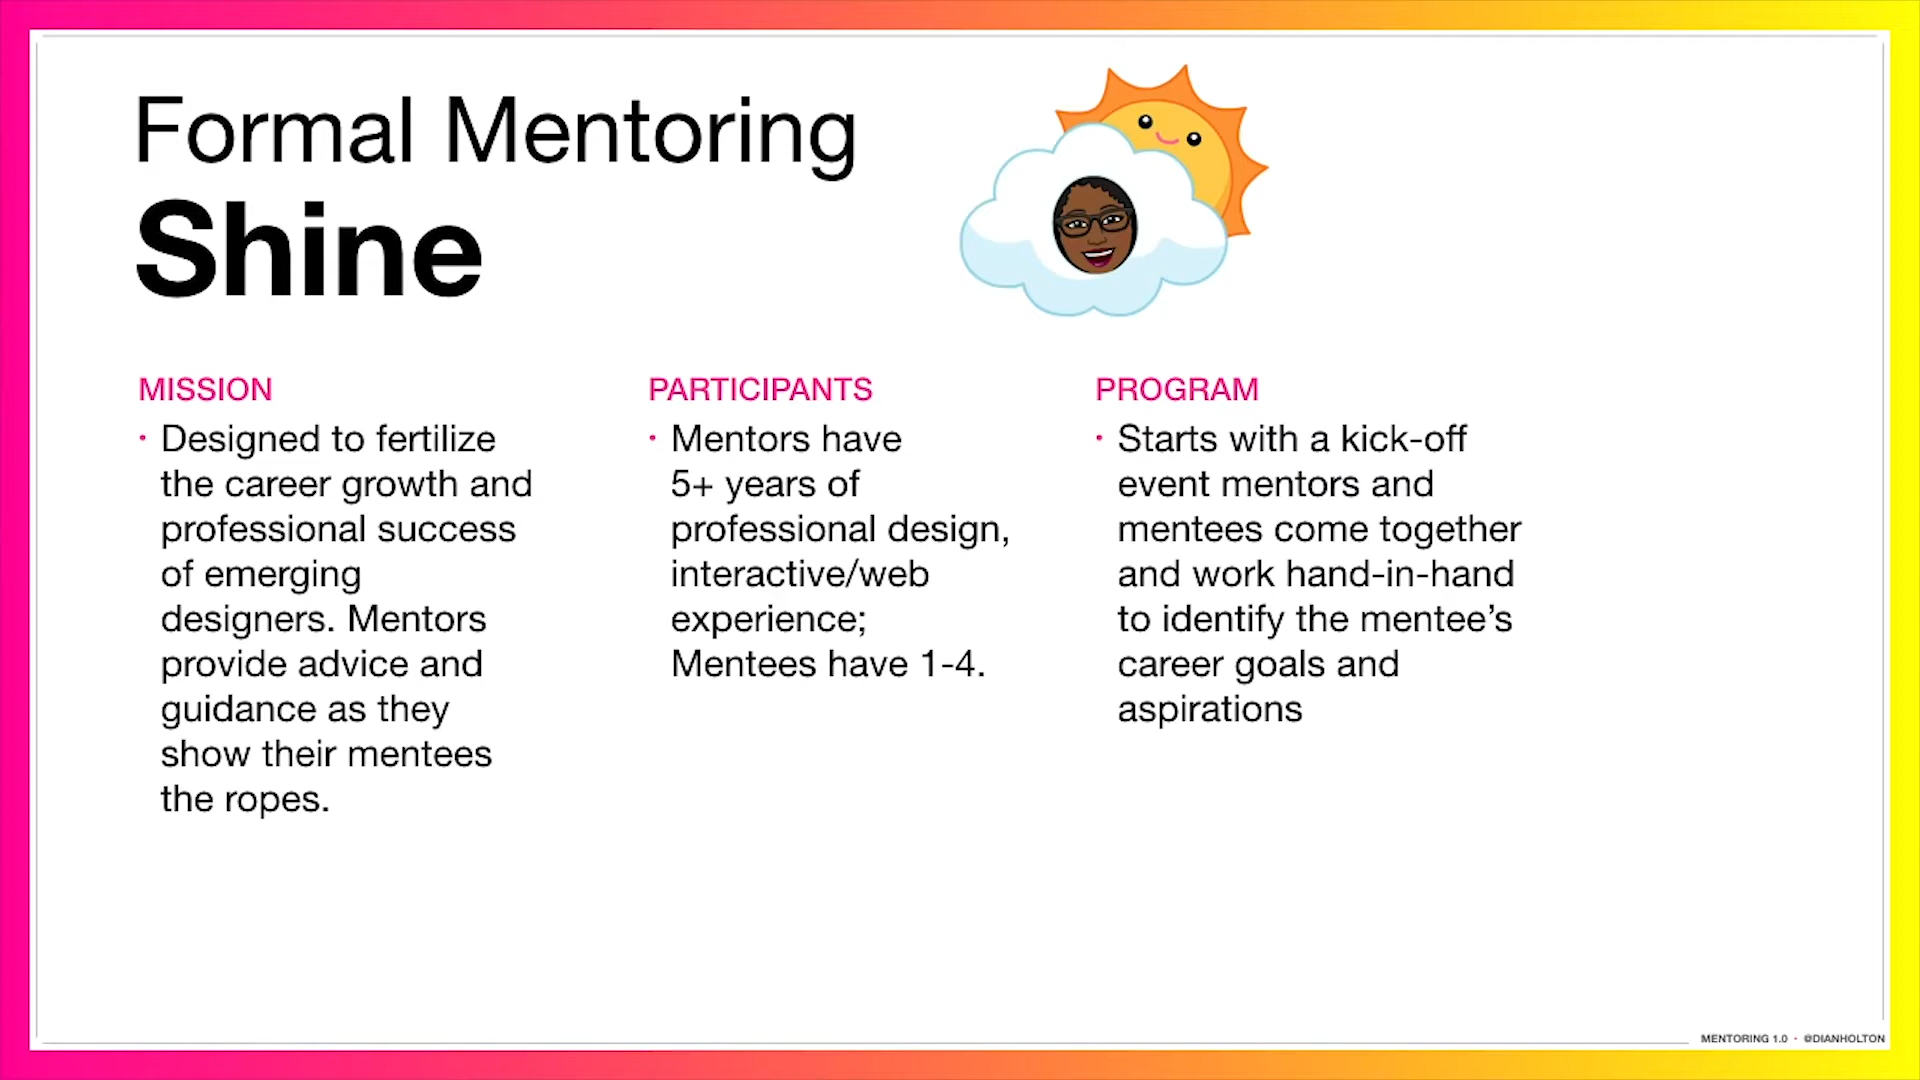 Formal Mentoring
Shine
MISSION
· Designed to fertilize
the career growth and
professional success
of emerging
designers. Mentors
provide advice and
guidance as they
show their mentees
the ropes.
PARTICIPANTS
· Mentors have
5+ years of
professional design,
interactive/web
experience;
Mentees have 1-4.
PROGRAM
· Starts with a kick-off
event mentors and
mentees come together
and work hand-in-hand
to identify the mentee’s
career goals and
aspirations
MENTORING 1.0 · @DIANHOLTON